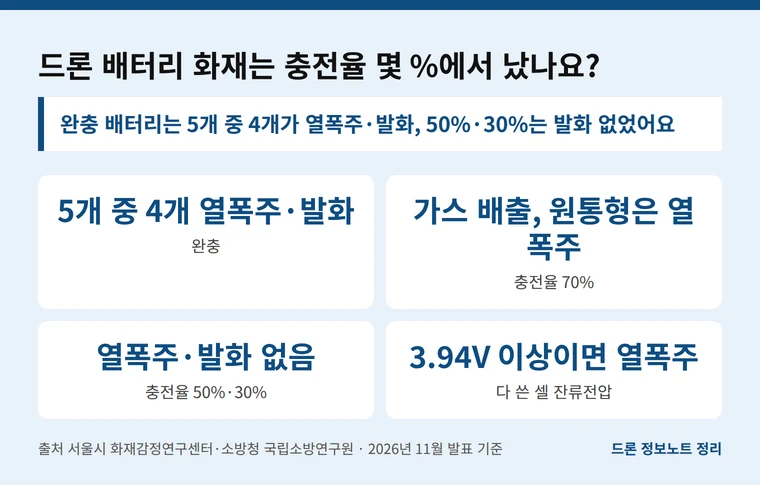 드론 배터리 화재는 충전율 몇 %에서 났나요?
완충 배터리는 5개 중 4개가 열폭주·발화, 50%·30%는 발화 없었어요
5개 중 4개 열폭주·발화
완충
가스 배출, 원통형은 열
폭주
충전율 70%
열폭주·발화 없음
충전율 50%·30%
3.94V 이상이면 열폭주
다 쓴 셀 잔류전압
출처 서울시 화재감정연구센터·소방청 국립소방연구원 · 2026년 11월 발표 기준
드론 정보노트 정리